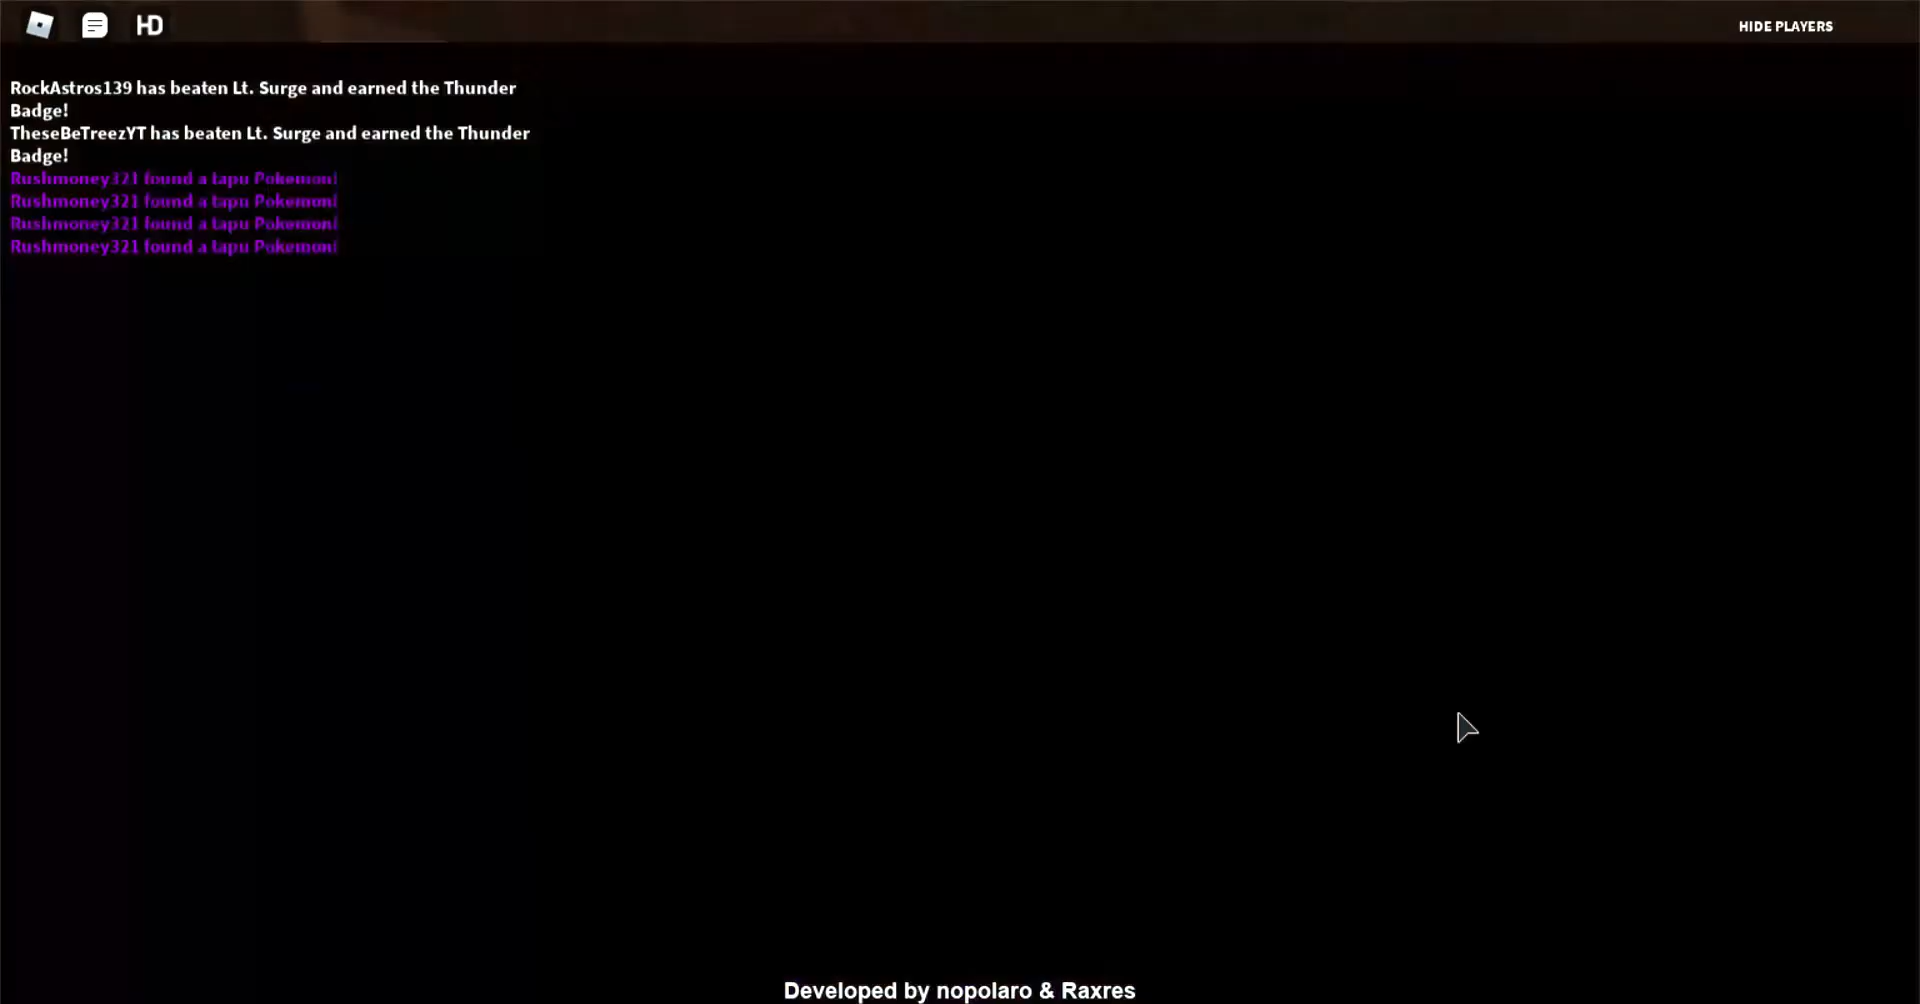 HD
HIDE PLAYERS
RockAstros139 has beaten Lt. Surge and earned the Thunder
Badge!
TheseBeTreezYT has beaten Lt. Surge and earned the Thunder
Badge!
Rushmoney321 found a tapu Pokemon!
Rushmoney321 found a tapu Pokemon!
Rushmoney321 found a tapu Pokemon!
Rushmoney321 found a tapu Pokemon!
Developed by nopolaro & Raxres